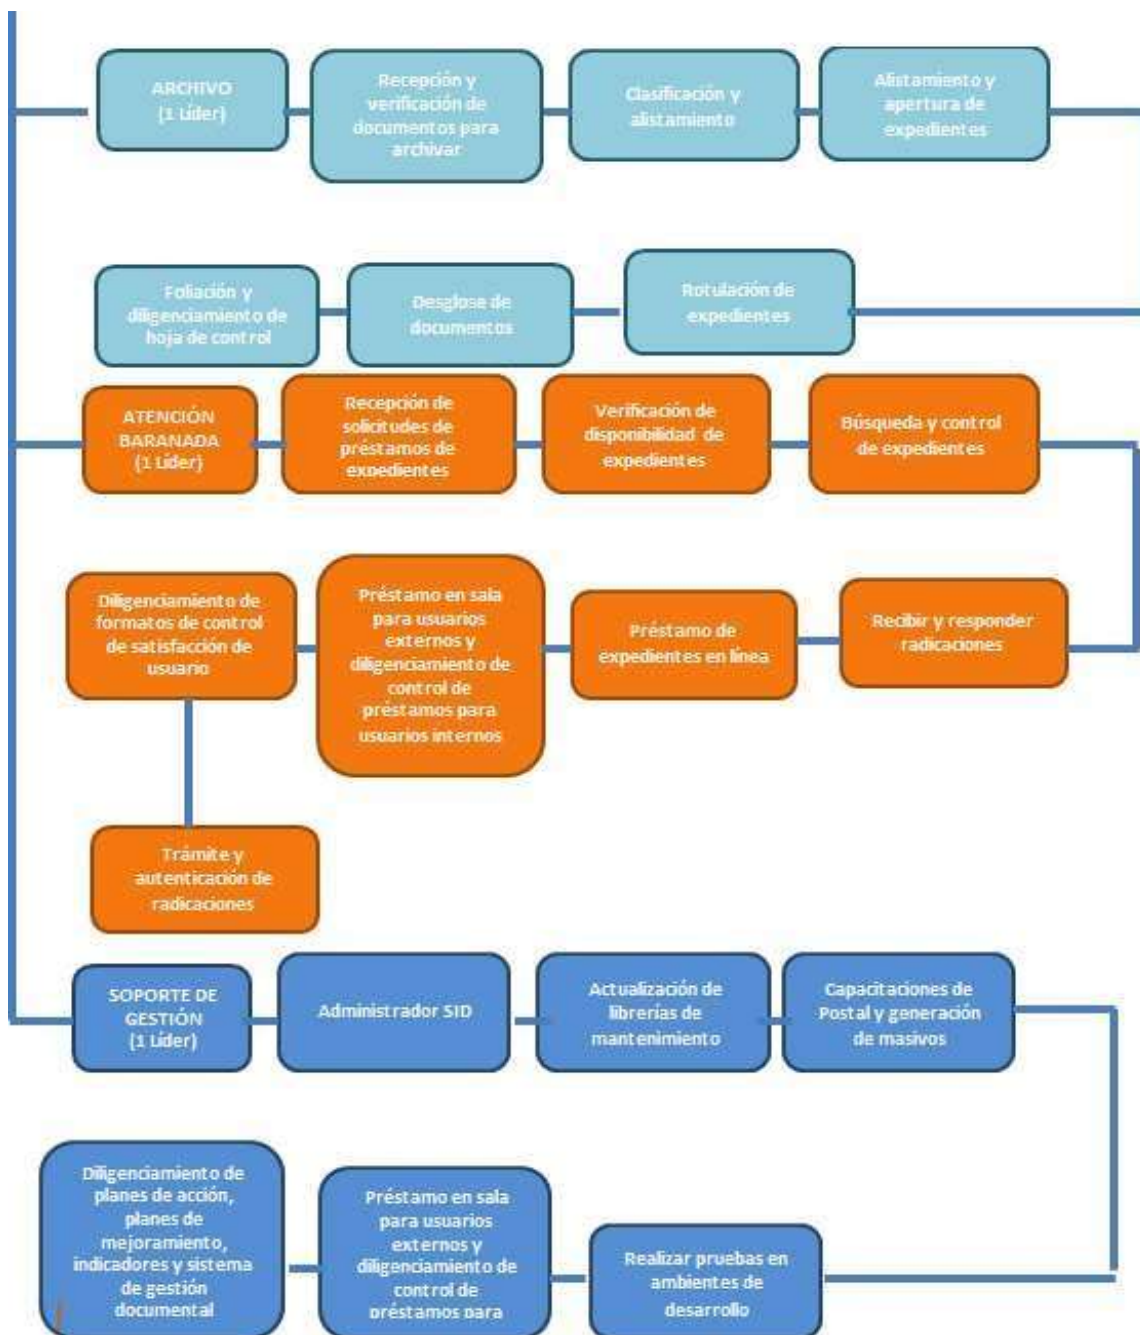 ARCHIVO
(1 Líder)
Recepción y
verificación de
documentos para
archivar
Clasificación y
alistamiento
Alistamiento y
apertura de
expedientes
Foliación y
diligenciamiento de
hoja de control
Desglose de
documentos
Rotulación de
expedientes
ATENCIÓN
BARANADA
(1 Líder)
Recepción de
solicitudes de
préstamos de
expedientes
Verificación de
disponibilidad de
expedientes
Búsqueda y control
de expedientes
Diligenciamiento de
formatos de control
de satisfacción de
usuario
Préstamo en sala
para usuarios
externos y
diligenciamiento de
control de
préstamos para
usuarios internos
Préstamo de
expedientes en línea
Recibir y responder
radicaciones
Trámite y
autenticación de
radicaciones
SOPORTE DE
GESTIÓN
(1 Líder)
Administrador SID
Actualización de
librerías de
mantenimiento
Capacitaciones de
Postal y generación
de masivos
Diligenciamiento de
planes de acción,
planes de
mejoramiento,
indicadores y sistema
de gestión
documental
Préstamo en sala
para usuarios
externos y
diligenciamiento de
control de
préstamos para
Realizar pruebas en
ambientes de
desarrollo